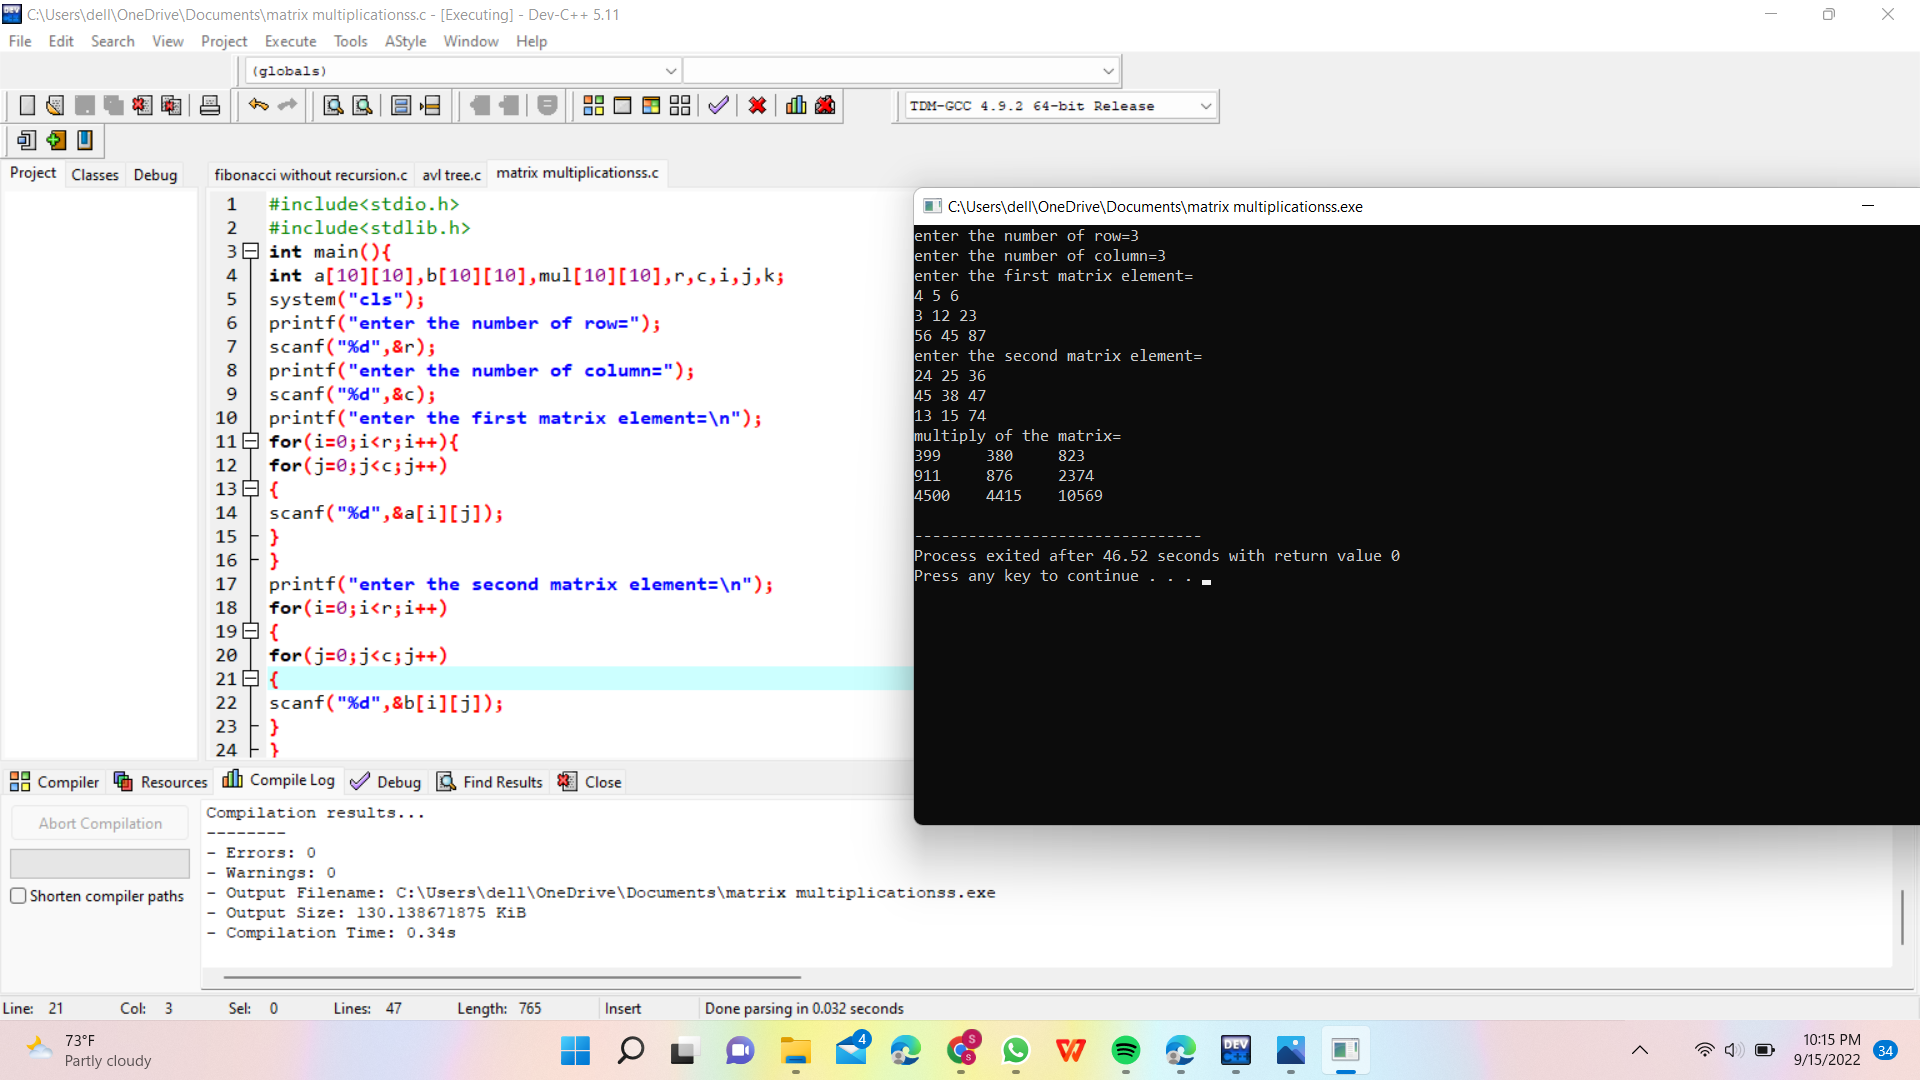 C:\Users\dell\OneDrive\Documents\matrix multiplicationss.c - [Executing] - Dev-C++ 5.11
File Edit Search View Project Execute Tools AStyle Window Help
(globals)
TDM-GCC 4.9.2 64-bit Release
Project Classes Debug
fibonacci without recursion.c avl tree.c matrix multiplicationss.c
1 #include<stdio.h>
2 #include<stdlib.h>
3 int main(){
4 int a[10][10],b[10][10],mul[10][10],r,c,i,j,k;
5 system("cls");
6 printf("enter the number of row=");
7 scanf("%d",&r);
8 printf("enter the number of column=");
9 scanf("%d",&c);
10 printf("enter the first matrix element=\n");
11 for(i=0;i<r;i++){
12 for(j=0;j<c;j++)
13 {
14 scanf("%d",&a[i][j]);
15 }
16 }
17 printf("enter the second matrix element=\n");
18 for(i=0;i<r;i++)
19 {
20 for(j=0;j<c;j++)
21 {
22 scanf("%d",&b[i][j]);
23 }
24 }
C:\Users\dell\OneDrive\Documents\matrix multiplicationss.exe
enter the number of row=3
enter the number of column=3
enter the first matrix element=
4 5 6
3 12 23
56 45 87
enter the second matrix element=
24 25 36
45 38 47
13 15 74
multiply of the matrix=
399 380 823
911 876 2374
4500 4415 10569
--------------------------------
Process exited after 46.52 seconds with return value 0
Press any key to continue . . .
Compiler Resources Compile Log Debug Find Results Close
Abort Compilation
Shorten compiler paths
Compilation results...
--------
- Errors: 0
- Warnings: 0
- Output Filename: C:\Users\dell\OneDrive\Documents\matrix multiplicationss.exe
- Output Size: 130.138671875 KiB
- Compilation Time: 0.34s
Line: 21 Col: 3 Sel: 0 Lines: 47 Length: 765 Insert Done parsing in 0.032 seconds
73°F
Partly cloudy
4
S
S
DEV
C++
10:15 PM
9/15/2022
34